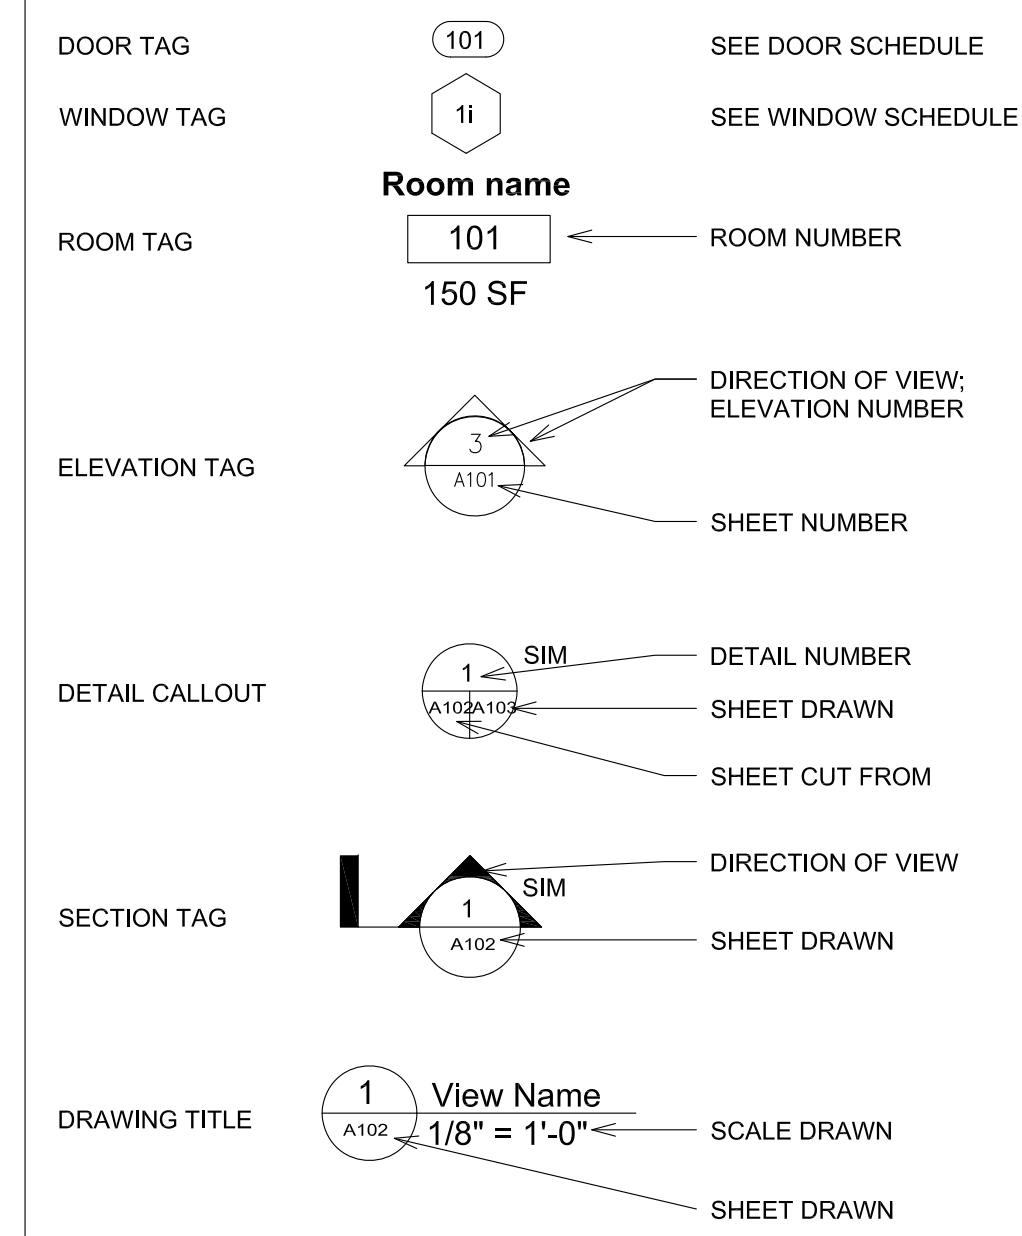 DOOR TAG 101 SEE DOOR SCHEDULE
WINDOW TAG 1i SEE WINDOW SCHEDULE
Room name
ROOM TAG 101 ROOM NUMBER
150 SF
DIRECTION OF VIEW;
ELEVATION NUMBER
3
ELEVATION TAG
A101
SHEET NUMBER
SIM DETAIL NUMBER
1
DETAIL CALLOUT
A102 A103 SHEET DRAWN
SHEET CUT FROM
DIRECTION OF VIEW
SIM
1
SECTION TAG
A102 SHEET DRAWN
1 View Name
DRAWING TITLE
A102 1/8" = 1'-0" SCALE DRAWN
SHEET DRAWN